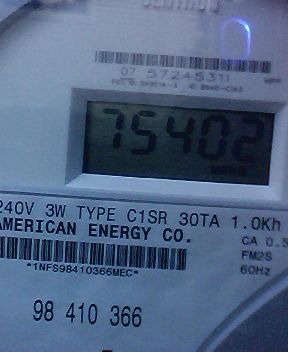 07 57245311
75402
240V 3W TYPE C1SR 30TA 1.0Kh
AMERICAN ENERGY CO.
CA 0.5
FM2S
60Hz
*1NFS98410366MEC*
98 410 366